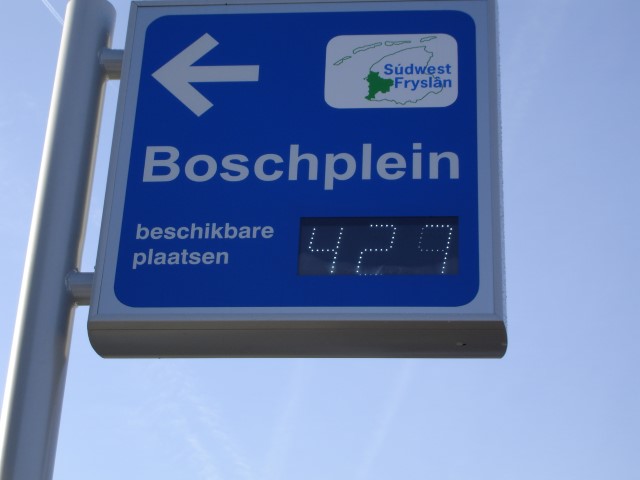 Súdwest
Fryslân
Boschplein
beschikbare
plaatsen
429